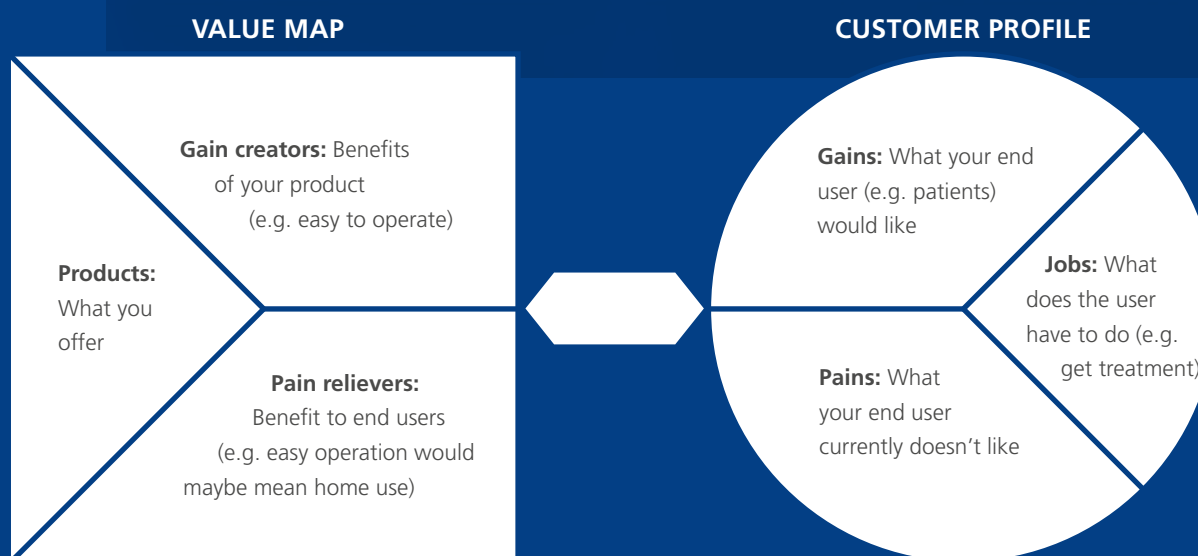 VALUE MAP
CUSTOMER PROFILE
Gain creators: Benefits
of your product
(e.g. easy to operate)
Products:
What you
offer
Pain relievers:
Benefit to end users
(e.g. easy operation would
maybe mean home use)
Gains: What your end
user (e.g. patients)
would like
Jobs: What
does the user
have to do (e.g.
get treatment)
Pains: What
your end user
currently doesn't like